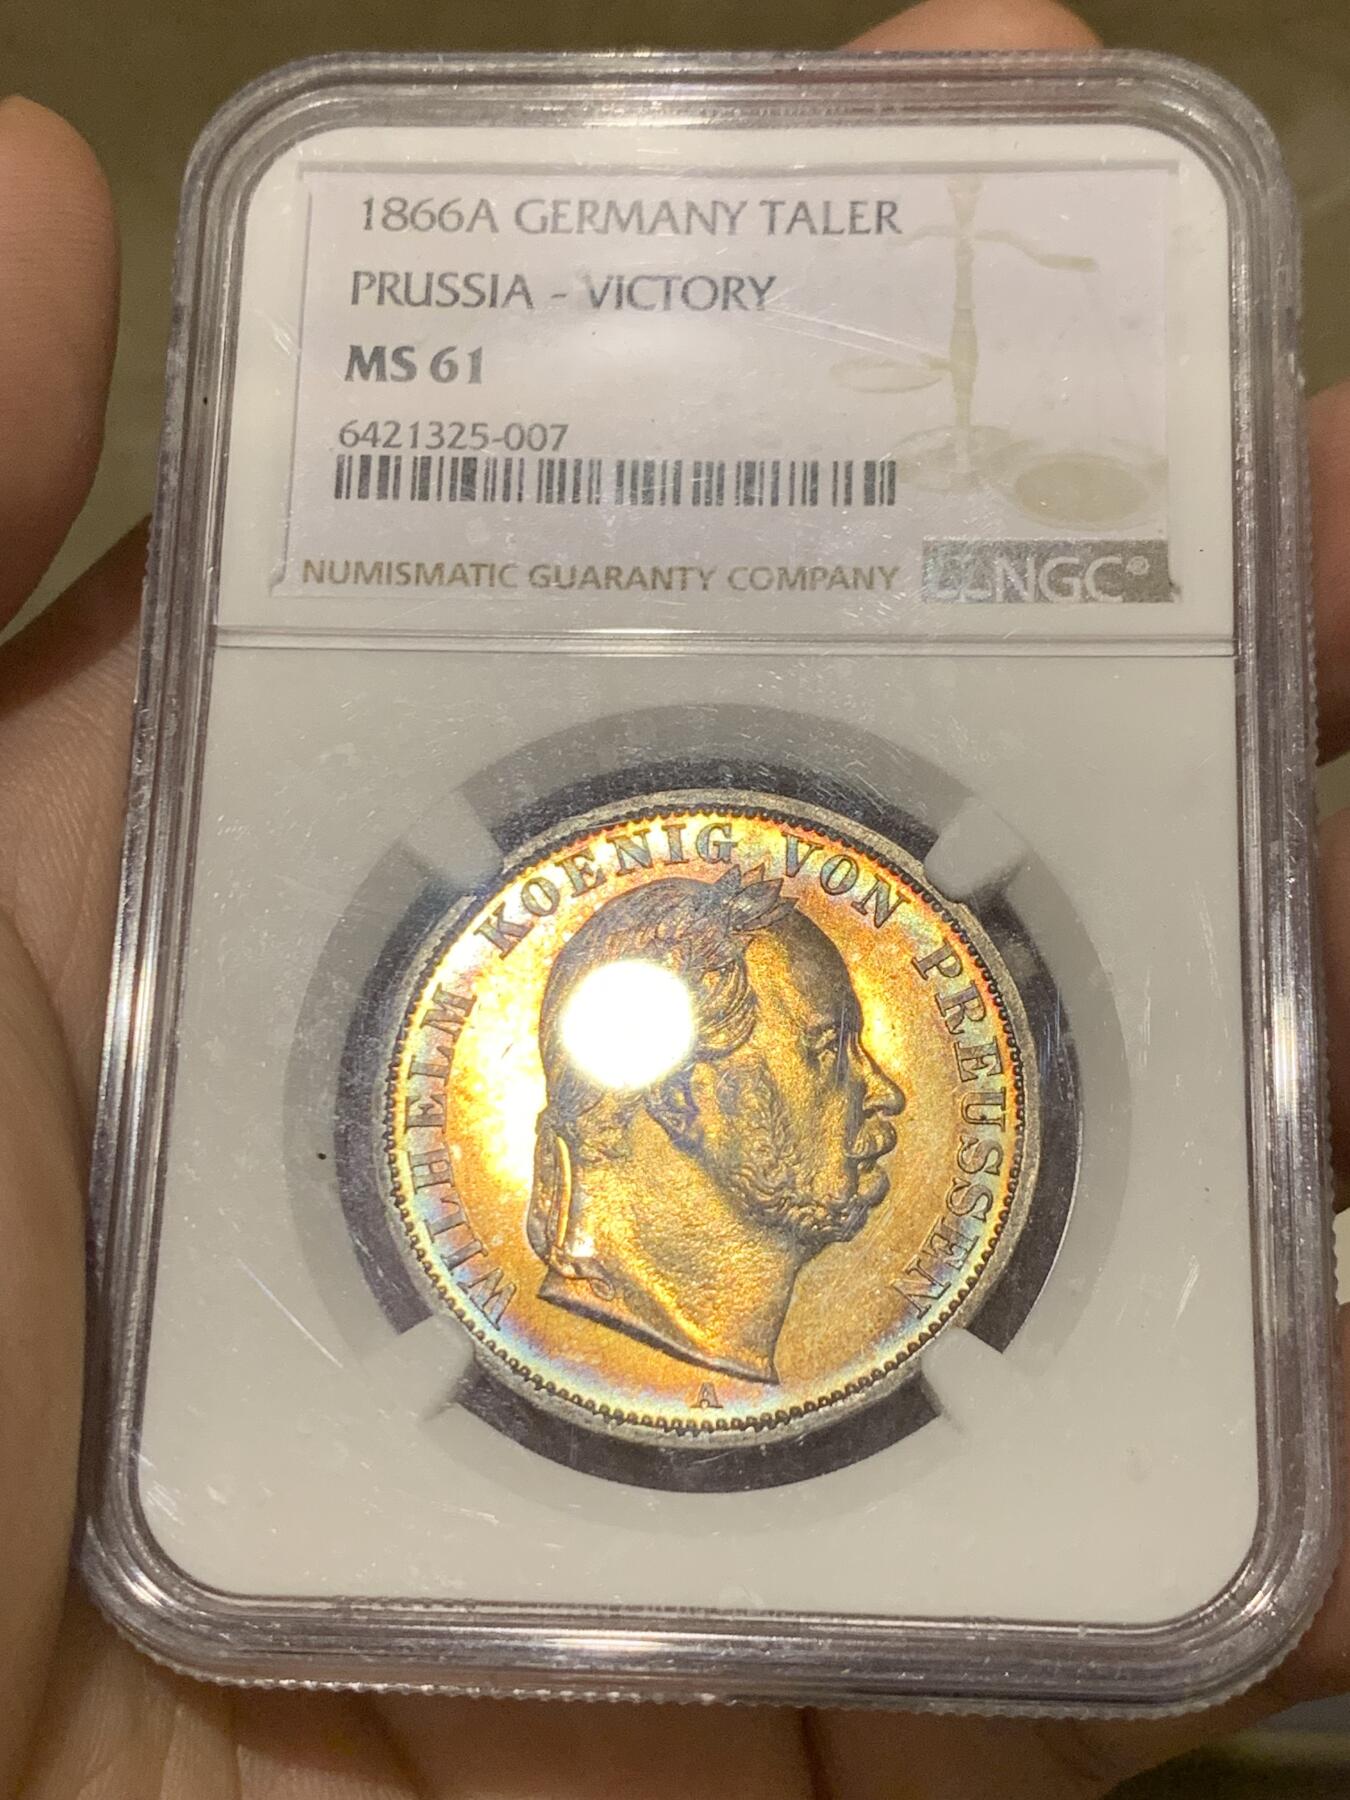 1866A GERMANY TALER
PRUSSIA - VICTORY
MS 61
6421325-007
NUMISMATIC GUARANTY COMPANY NGC®
WILHELM KOENIG VON PREUSSEN
A